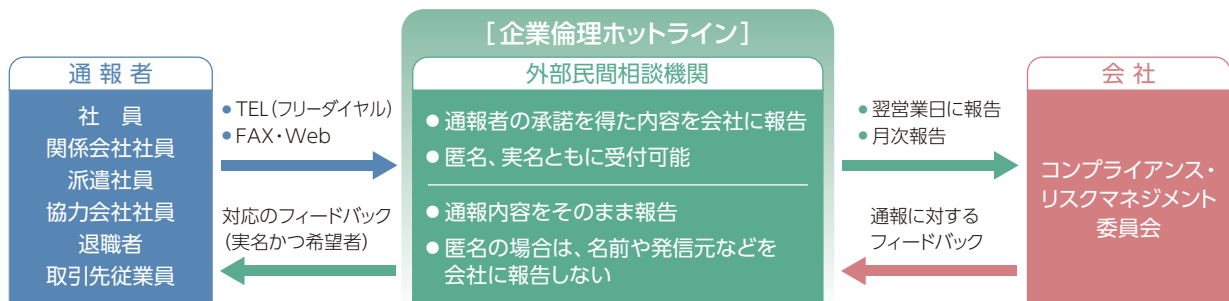 [企業倫理ホットライン]
通報者
社員
関係会社社員
派遣社員
協力会社社員
退職者
取引先従業員
●TEL(フリーダイヤル)
●FAX・Web
対応のフィードバック
(実名かつ希望者)
外部民間相談機関
●通報者の承諾を得た内容を会社に報告
●匿名、実名ともに受付可能
●通報内容をそのまま報告
●匿名の場合は、名前や発信元などを
会社に報告しない
●翌営業日に報告
●月次報告
通報に対する
フィードバック
会社
コンプライアンス・
リスクマネジメント
委員会